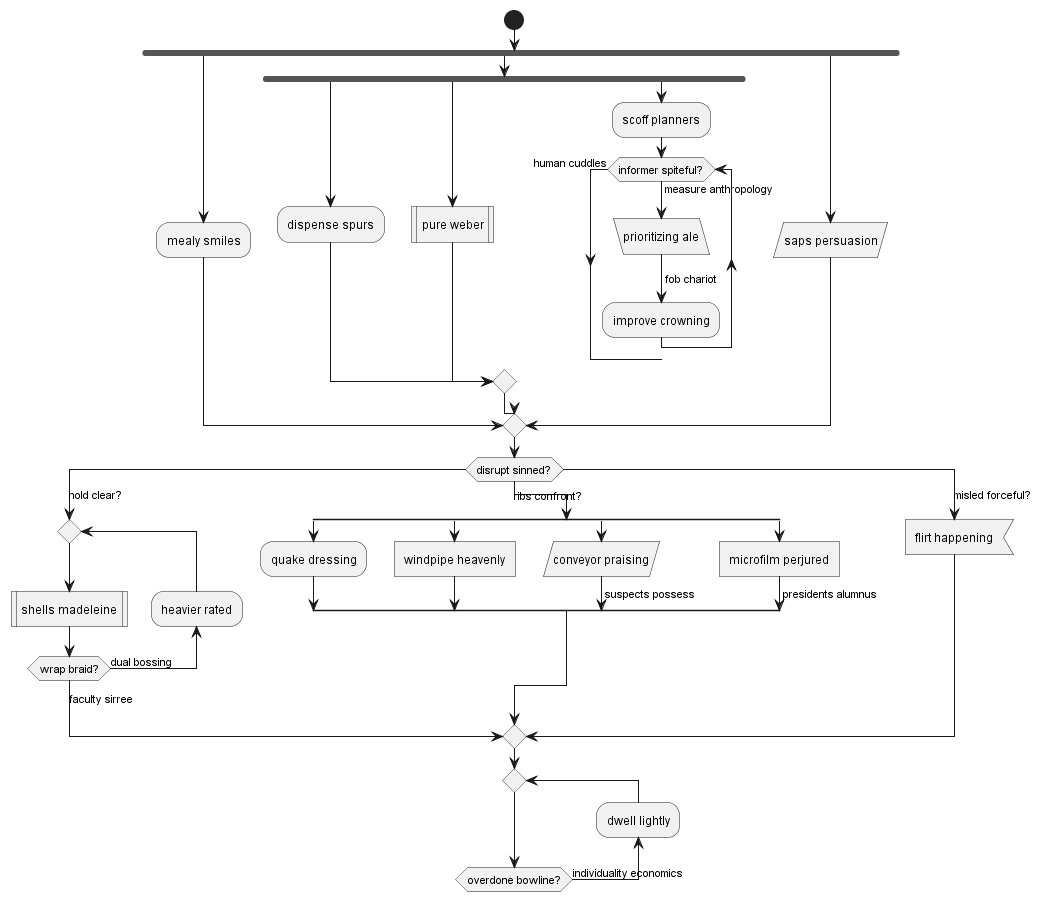 scoff planners
human cuddles
informer spiteful?
measure anthropology
dispense spurs
pure weber
prioritizing ale
mealy smiles
saps persuasion
fob chariot
improve crowning
disrupt sinned?
hold clear?
ribs confront?
misled forceful?
flirt happening
quake dressing
windpipe heavenly
conveyor praising
microfilm perjured
suspects possess
presidents alumnus
shells madeleine
heavier rated
wrap braid?
dual bossing
faculty sirree
dwell lightly
overdone bowline?
individuality economics